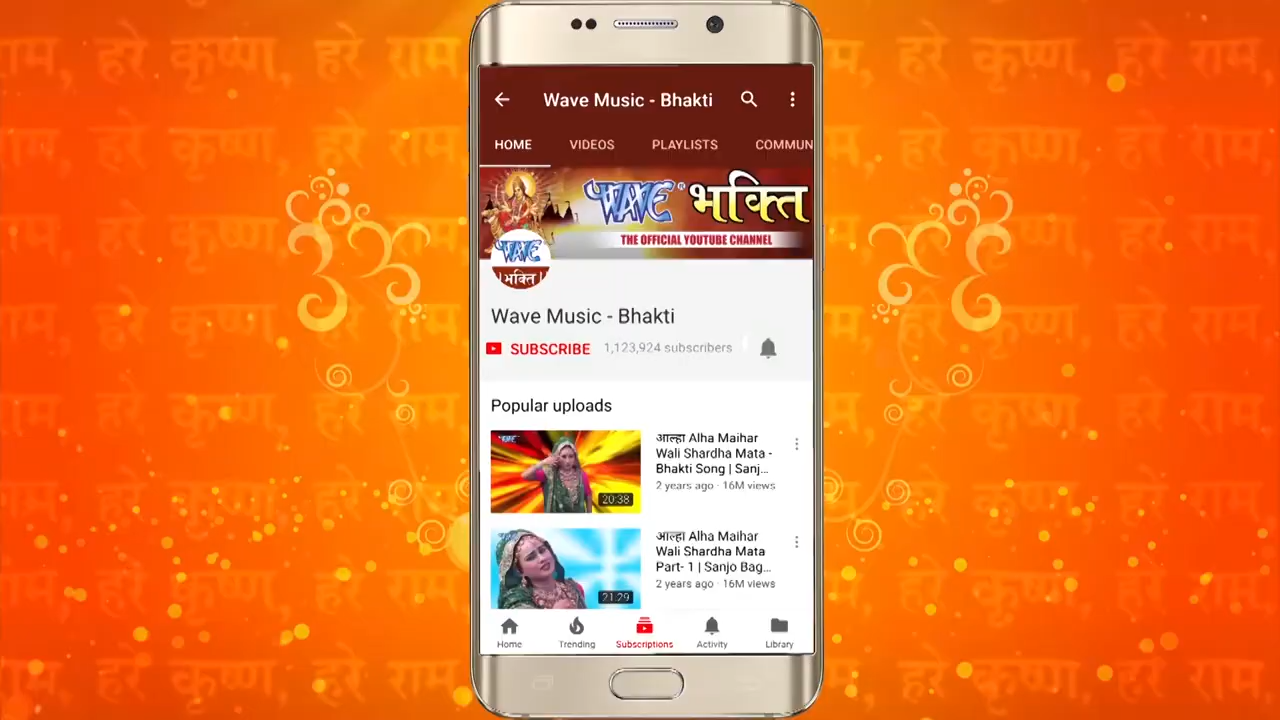 Wave Music - Bhakti
HOME VIDEOS PLAYLISTS COMMUN
WAVE® भक्ति
THE OFFICIAL YOUTUBE CHANNEL
WAVE
भक्ति
Wave Music - Bhakti
SUBSCRIBE 1,123,924 subscribers
Popular uploads
WAVE
20:38
आल्हा Alha Maihar
Wali Shardha Mata -
Bhakti Song | Sanj...
2 years ago · 16M views
21:29
आल्हा Alha Maihar
Wali Shardha Mata
Part- 1 | Sanjo Bag...
2 years ago · 16M views
Home Trending Subscriptions Activity Library
राम, हरे कृष्ण, हरे राम,
हरे कृष्ण, हरे राम,